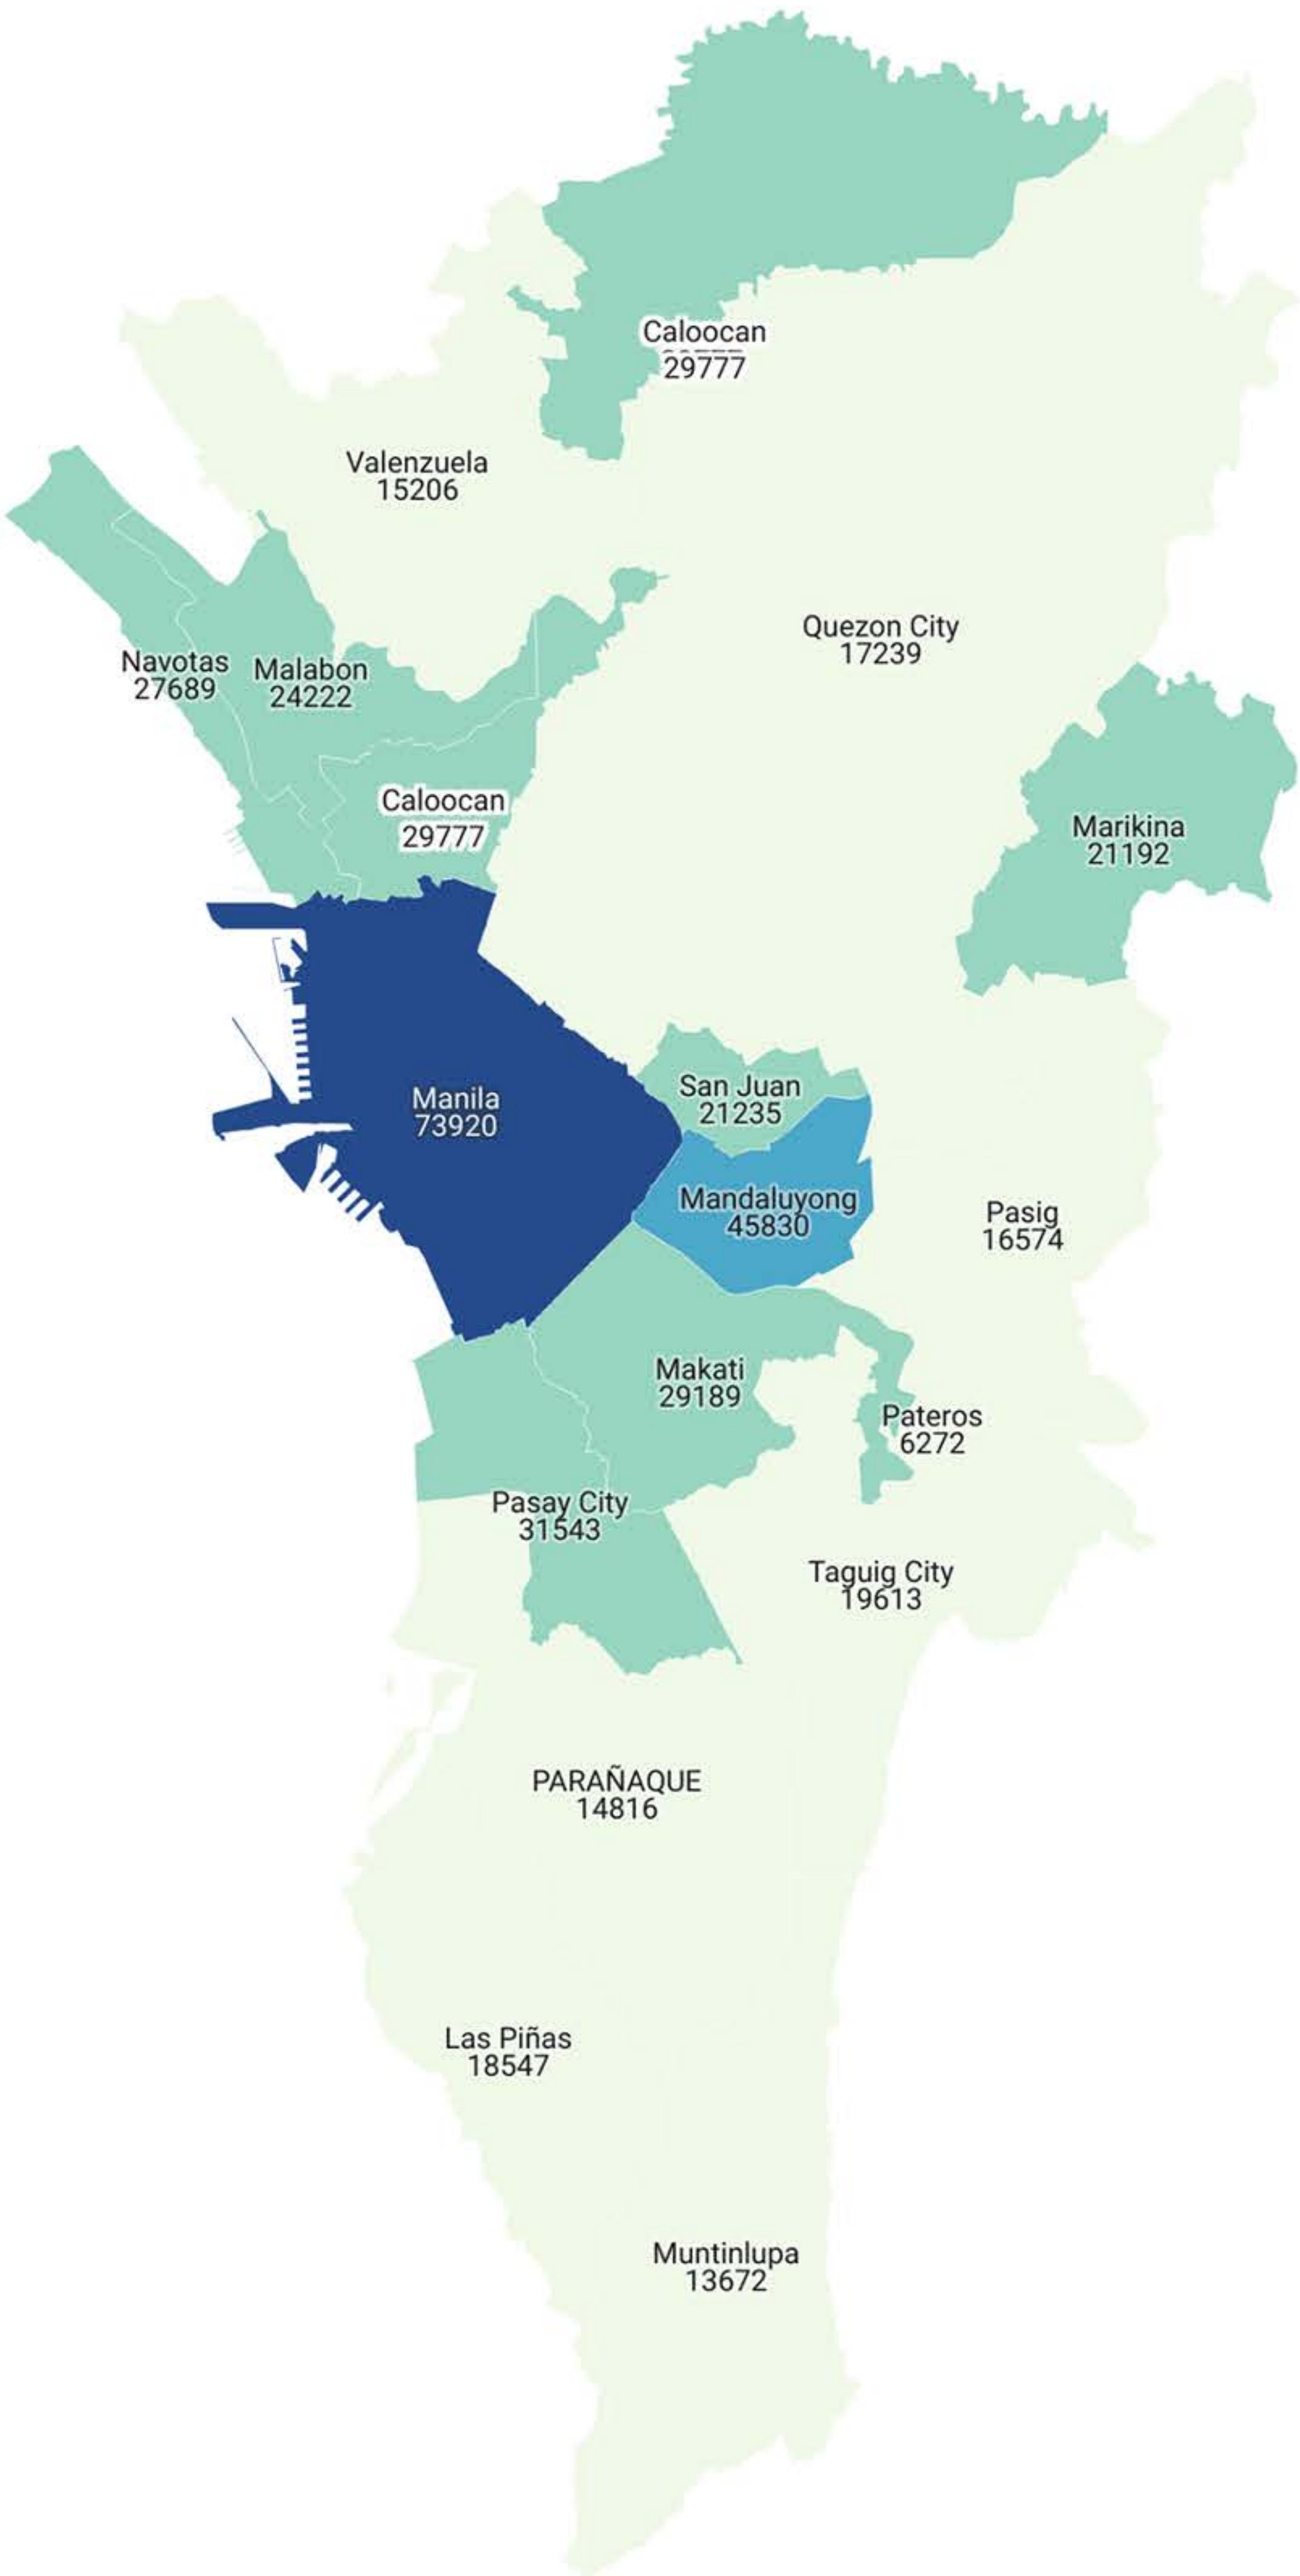 Caloocan
29777
Valenzuela
15206
Quezon City
17239
Navotas
27689
Malabon
24222
Caloocan
29777
Marikina
21192
Manila
73920
San Juan
21235
Mandaluyong
45830
Pasig
16574
Makati
29189
Pateros
6272
Pasay City
31543
Taguig City
19613
PARAÑAQUE
14816
Las Piñas
18547
Muntinlupa
13672